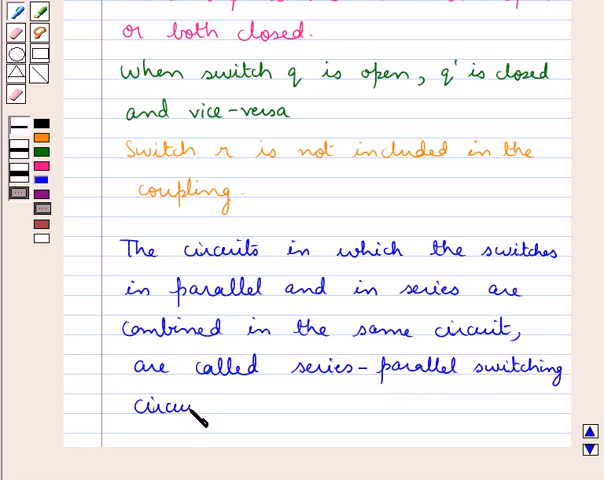 or both closed.
when switch q is open, q' is closed
and vice-versa
Switch r is not included in the
coupling.
The circuits in which the switches
in parallel and in series are
combined in the same circuit,
are called series-parallel switching
circu